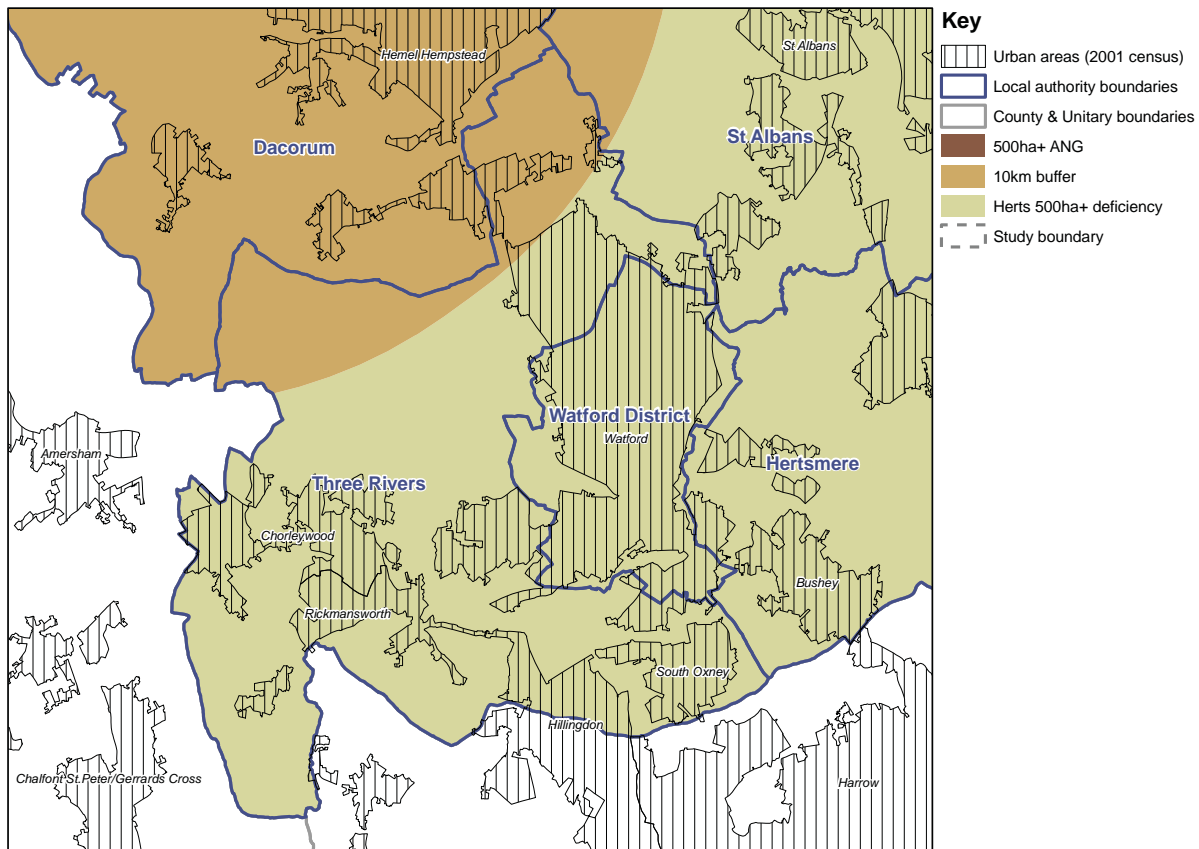 Key
Urban areas (2001 census)
Local authority boundaries
County & Unitary boundaries
500ha+ ANG
10km buffer
Herts 500ha+ deficiency
Study boundary
Hemel Hempstead
St Albans
Dacorum
St Albans
Watford District
Watford
Amersham
Hertsmere
Three Rivers
Chorleywood
Bushey
Rickmansworth
South Oxney
Hillingdon
Chalfont St.Peter/Gerrards Cross
Harrow